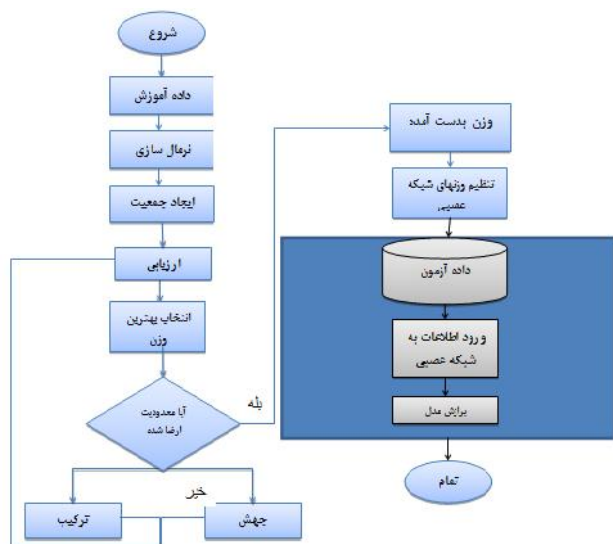 شروع
داده آموزش
نرمال سازی
ایجاد جمعیت
ارزیابی
انتخاب بهترین
وزن
آیا محدودیت
ارضا شده
بله
خیر
ترکیب
جهش
وزن بدست آمده
تنظیم وزنهای شبکه
عصبی
داده آزمون
ورود اطلاعات به
شبکه عصبی
برازش مدل
تمام